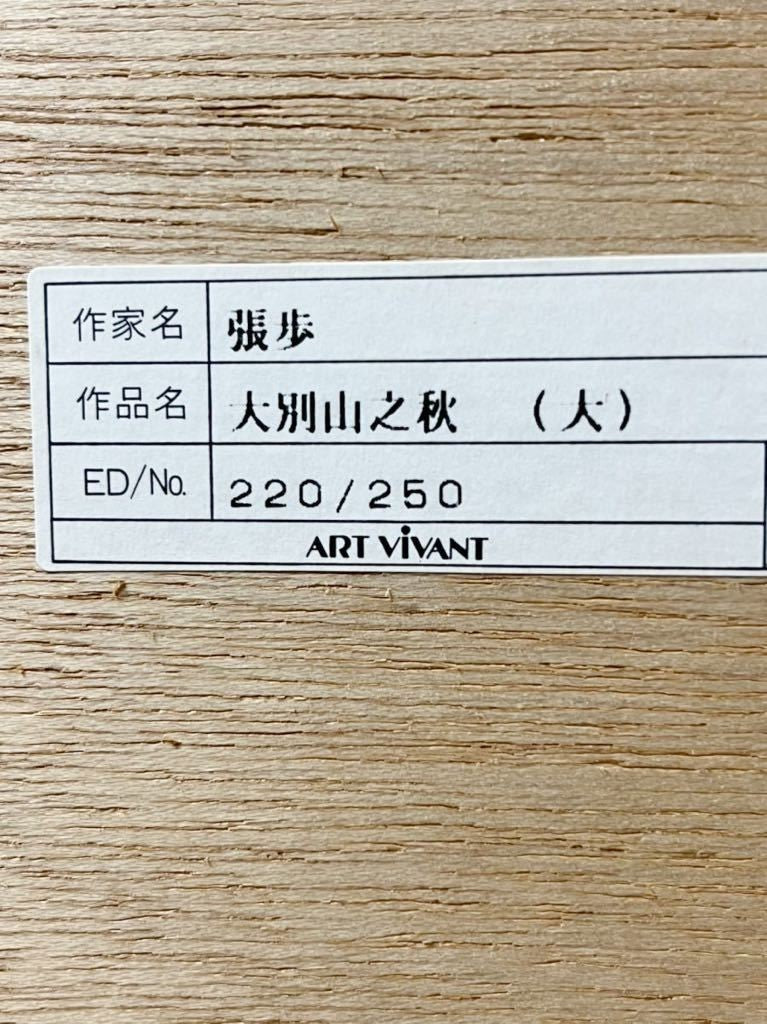 作家名 張歩
作品名 大別山之秋 （大）
ED/No. 220/250
ART ViVANT